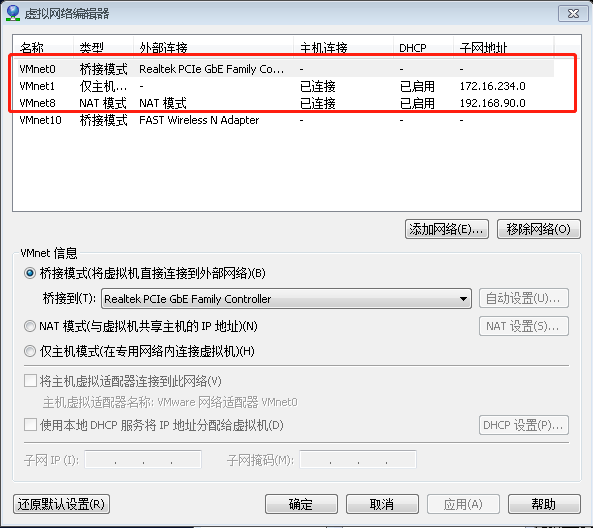 虚拟网络编辑器
名称 类型 外部连接 主机连接 DHCP 子网地址
VMnet0 桥接模式 Realtek PCIe GbE Family Co... - - -
VMnet1 仅主机... - 已连接 已启用 172.16.234.0
VMnet8 NAT 模式 NAT 模式 已连接 已启用 192.168.90.0
VMnet10 桥接模式 FAST Wireless N Adapter - - -
添加网络(E)... 移除网络(O)
VMnet 信息
桥接模式(将虚拟机直接连接到外部网络)(B)
桥接到(T): Realtek PCIe GbE Family Controller 自动设置(U)...
NAT 模式(与虚拟机共享主机的 IP 地址)(N) NAT 设置(S)...
仅主机模式(在专用网络内连接虚拟机)(H)
将主机虚拟适配器连接到此网络(V)
主机虚拟适配器名称: VMware 网络适配器 VMnet0
使用本地 DHCP 服务将 IP 地址分配给虚拟机(D) DHCP 设置(P)...
子网 IP (I): . . . 子网掩码(M): . . .
还原默认设置(R) 确定 取消 应用(A) 帮助